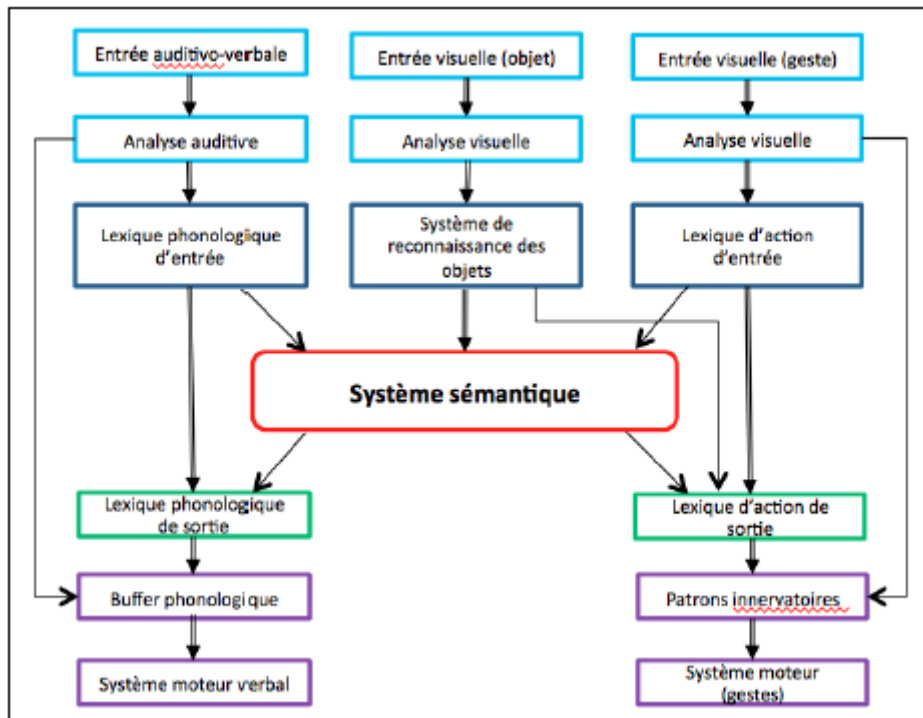 Entrée auditivo-verbale
Entrée visuelle (objet)
Entrée visuelle (geste)
Analyse auditive
Analyse visuelle
Analyse visuelle
Lexique phonologique
d'entrée
Système de
reconnaissance des
objets
Lexique d'action
d'entrée
Système sémantique
Lexique phonologique
de sortie
Lexique d'action de
sortie
Buffer phonologique
Patrons innervatoires
Système moteur verbal
Système moteur
(gestes)